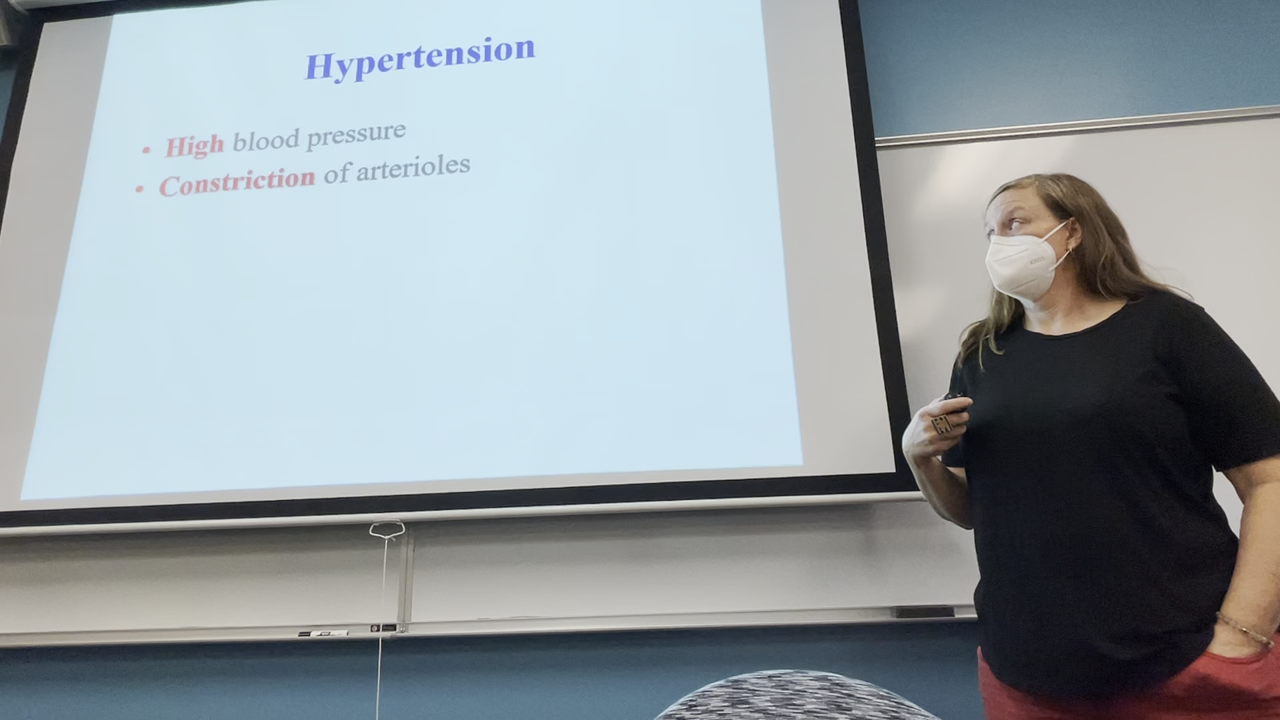 Hypertension
• High blood pressure
• Constriction of arterioles